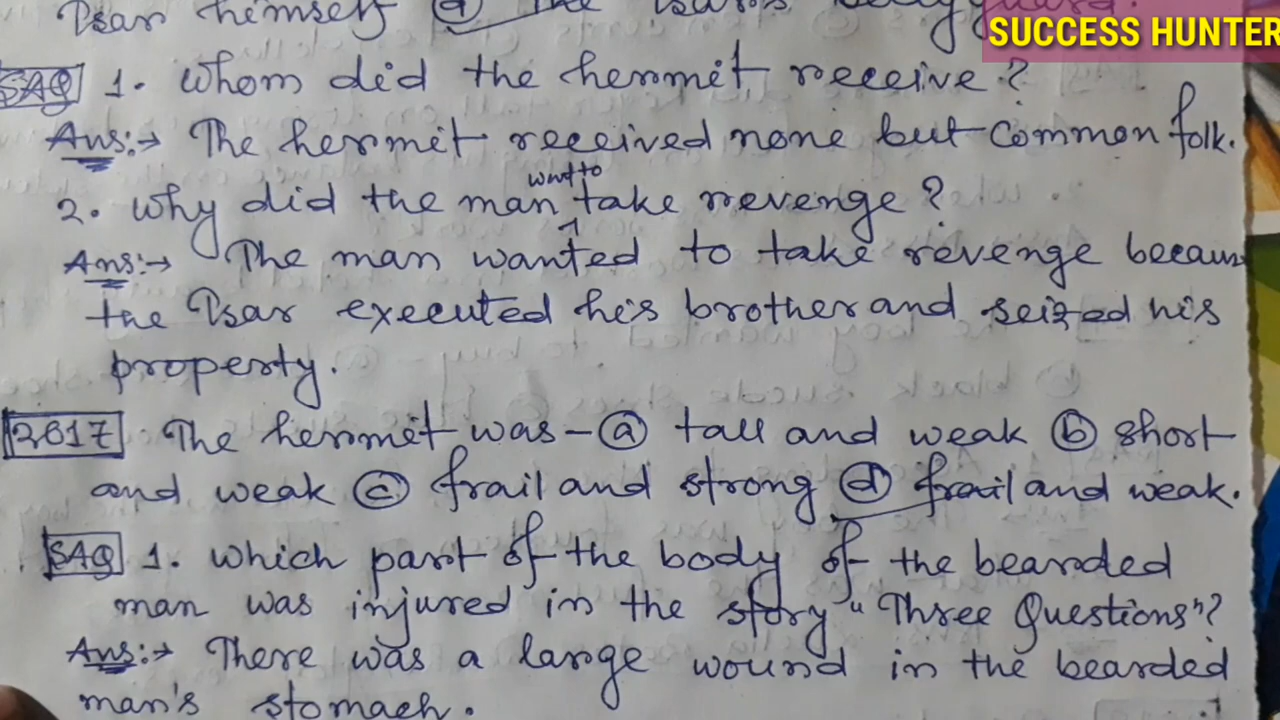 Tsar himself (d) The Tsar's bodyguard.
SUCCESS HUNTER
SAQ 1. Whom did the hermit receive?
Ans:→ The hermit received none but common folk.
2. Why did the man want to take revenge?
Ans:→ The man wanted to take revenge because
the Tsar executed his brother and seized his
property.
2017 The hermit was - (a) tall and weak (b) short
and weak (c) frail and strong (d) frail and weak.
SAQ 1. Which part of the body of the bearded
man was injured in the story "Three Questions"?
Ans:→ There was a large wound in the bearded
man's stomach.